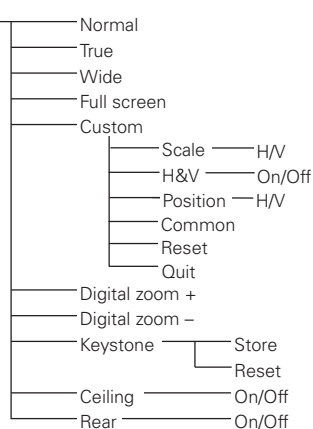 Normal
True
Wide
Full screen
Custom
Scale H/V
H&V On/Off
Position H/V
Common
Reset
Quit
Digital zoom +
Digital zoom –
Keystone Store
Reset
Ceiling On/Off
Rear On/Off